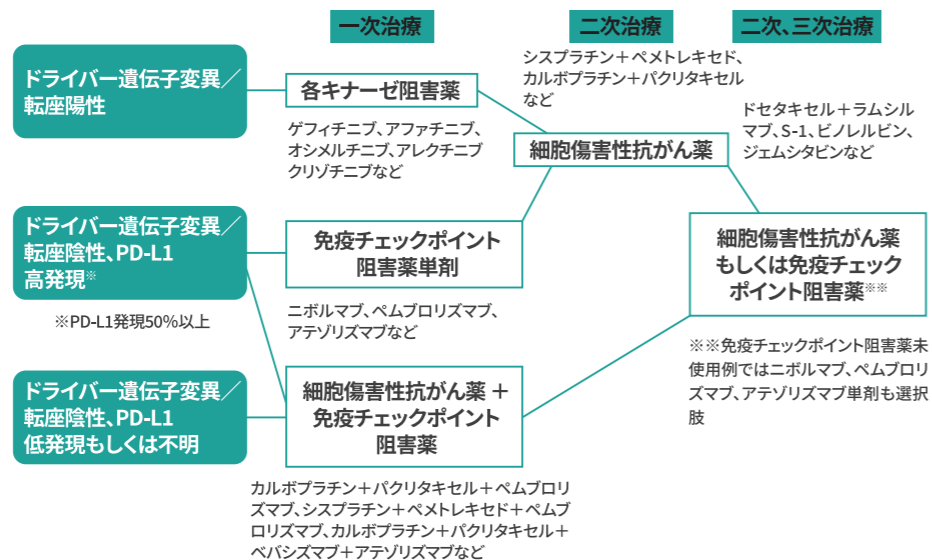 一次治療
二次治療
二次、三次治療
ドライバー遺伝子変異／
転座陽性
各キナーゼ阻害薬
ゲフィチニブ、アファチニブ、
オシメルチニブ、アレクチニブ
クリゾチニブなど
シスプラチン＋ペメトレキセド、
カルボプラチン＋パクリタキセル
など
細胞傷害性抗がん薬
ドセタキセル＋ラムシル
マブ、S-1、ビノレルビン、
ジェムシタビンなど
ドライバー遺伝子変異／
転座陰性、PD-L1
高発現※
※PD-L1発現50%以上
免疫チェックポイント
阻害薬単剤
ニボルマブ、ペムブロリズマブ、
アテゾリズマブなど
細胞傷害性抗がん薬
もしくは免疫チェック
ポイント阻害薬※※
※※免疫チェックポイント阻害薬未
使用例ではニボルマブ、ペムブロリ
ズマブ、アテゾリズマブ単剤も選択
肢
ドライバー遺伝子変異／
転座陰性、PD-L1
低発現もしくは不明
細胞傷害性抗がん薬 ＋
免疫チェックポイント
阻害薬
カルボプラチン＋パクリタキセル＋ペムブロリ
ズマブ、シスプラチン＋ペメトレキセド＋ペムブ
ロリズマブ、カルボプラチン＋パクリタキセル＋
ベバシズマブ＋アテゾリズマブなど